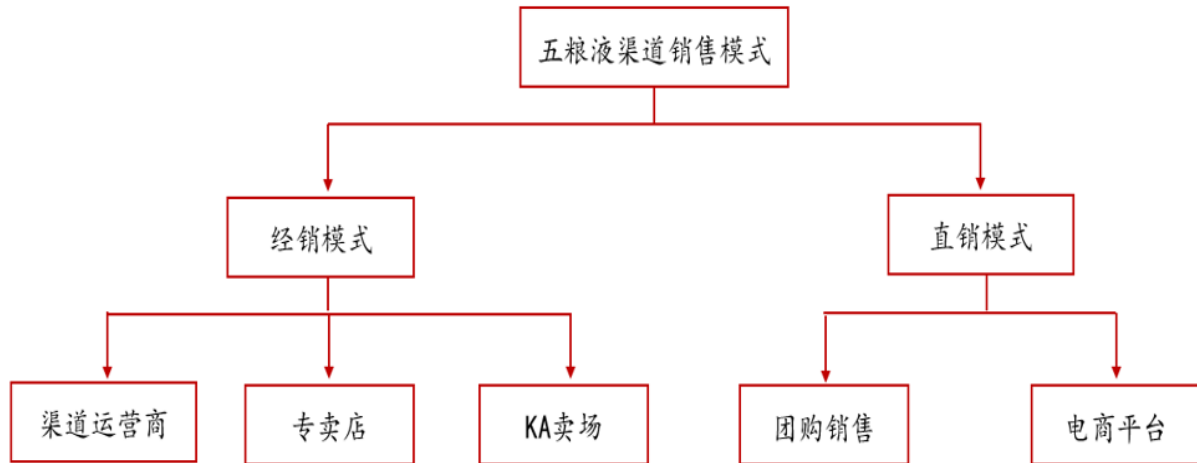 五粮液渠道销售模式
经销模式
直销模式
渠道运营商
专卖店
KA卖场
团购销售
电商平台